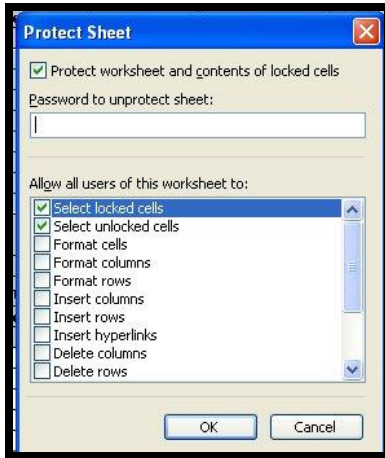 Protect Sheet
Protect worksheet and contents of locked cells
Password to unprotect sheet:
Allow all users of this worksheet to:
Select locked cells
Select unlocked cells
Format cells
Format columns
Format rows
Insert columns
Insert rows
Insert hyperlinks
Delete columns
Delete rows
OK Cancel